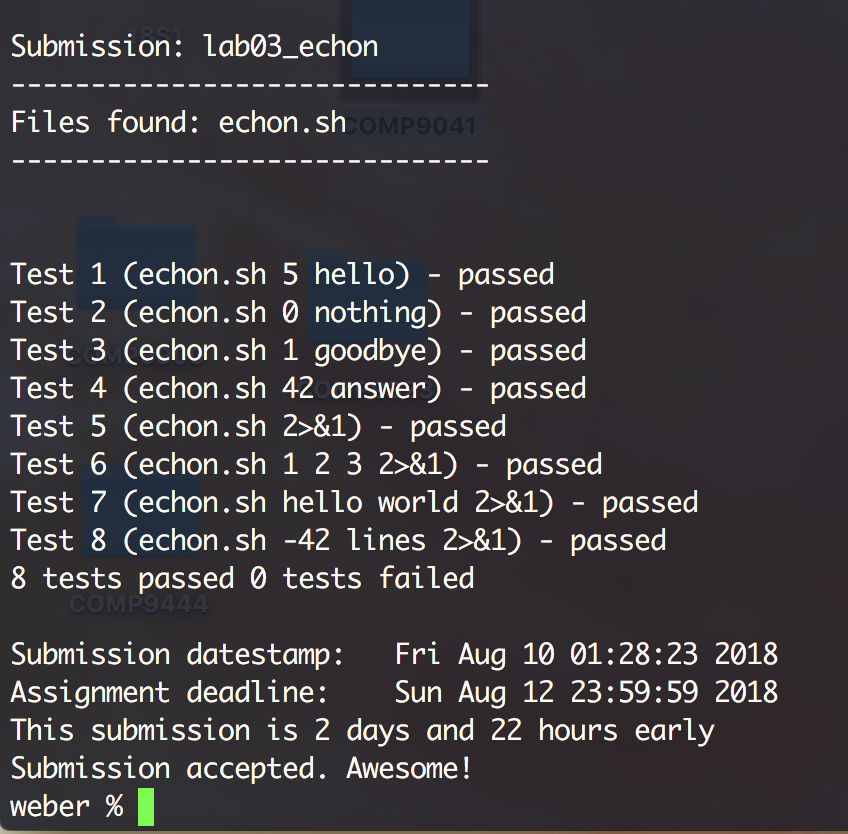 Submission: lab03_echon
------------------------------
Files found: echon.sh
COMP9041
------------------------------
Test 1 (echon.sh 5 hello) - passed
Test 2 (echon.sh 0 nothing) - passed
Test 3 (echon.sh 1 goodbye) - passed
Test 4 (echon.sh 42 answer) - passed
Test 5 (echon.sh 2>&1) - passed
Test 6 (echon.sh 1 2 3 2>&1) - passed
Test 7 (echon.sh hello world 2>&1) - passed
Test 8 (echon.sh -42 lines 2>&1) - passed
8 tests passed 0 tests failed
COMP9444
Submission datestamp:   Fri Aug 10 01:28:23 2018
Assignment deadline:    Sun Aug 12 23:59:59 2018
This submission is 2 days and 22 hours early
Submission accepted. Awesome!
weber %